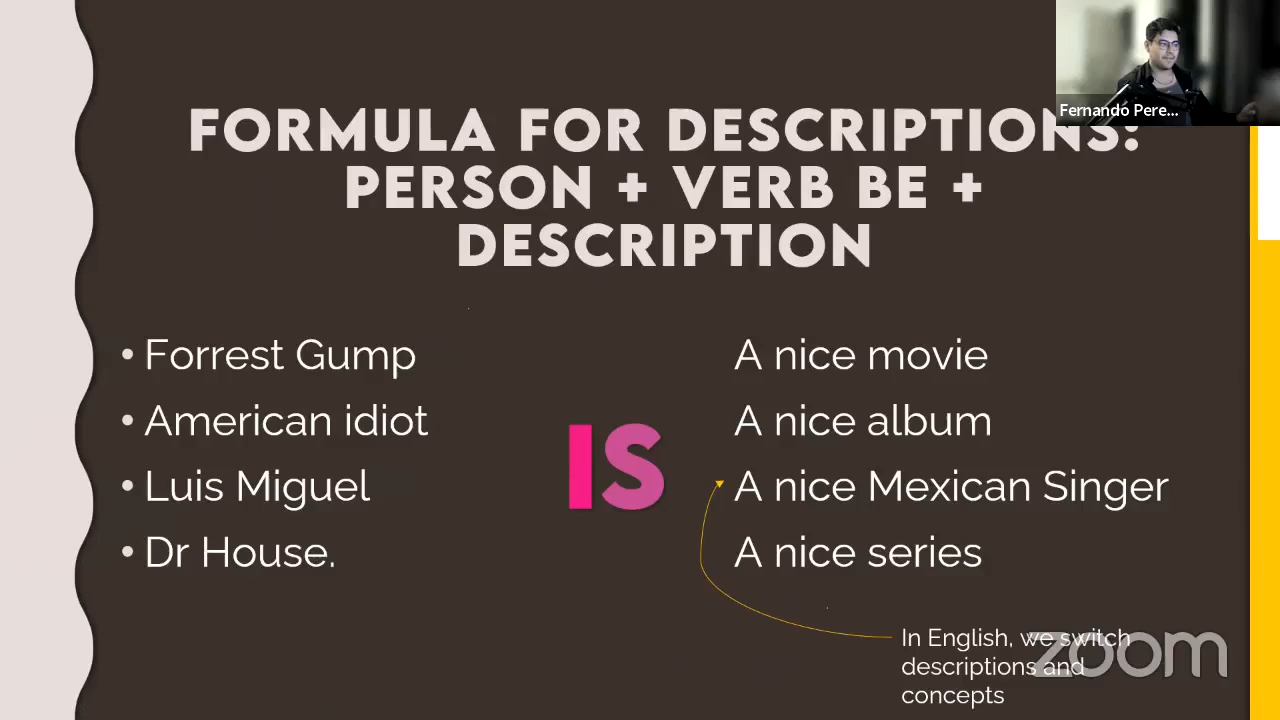 Fernando Pere...
FORMULA FOR DESCRIPTIONS:
PERSON + VERB BE +
DESCRIPTION
• Forrest Gump
A nice movie
• American idiot
A nice album
IS
• Luis Miguel
A nice Mexican Singer
• Dr House.
A nice series
In English, we switch
descriptions and
concepts
zoom